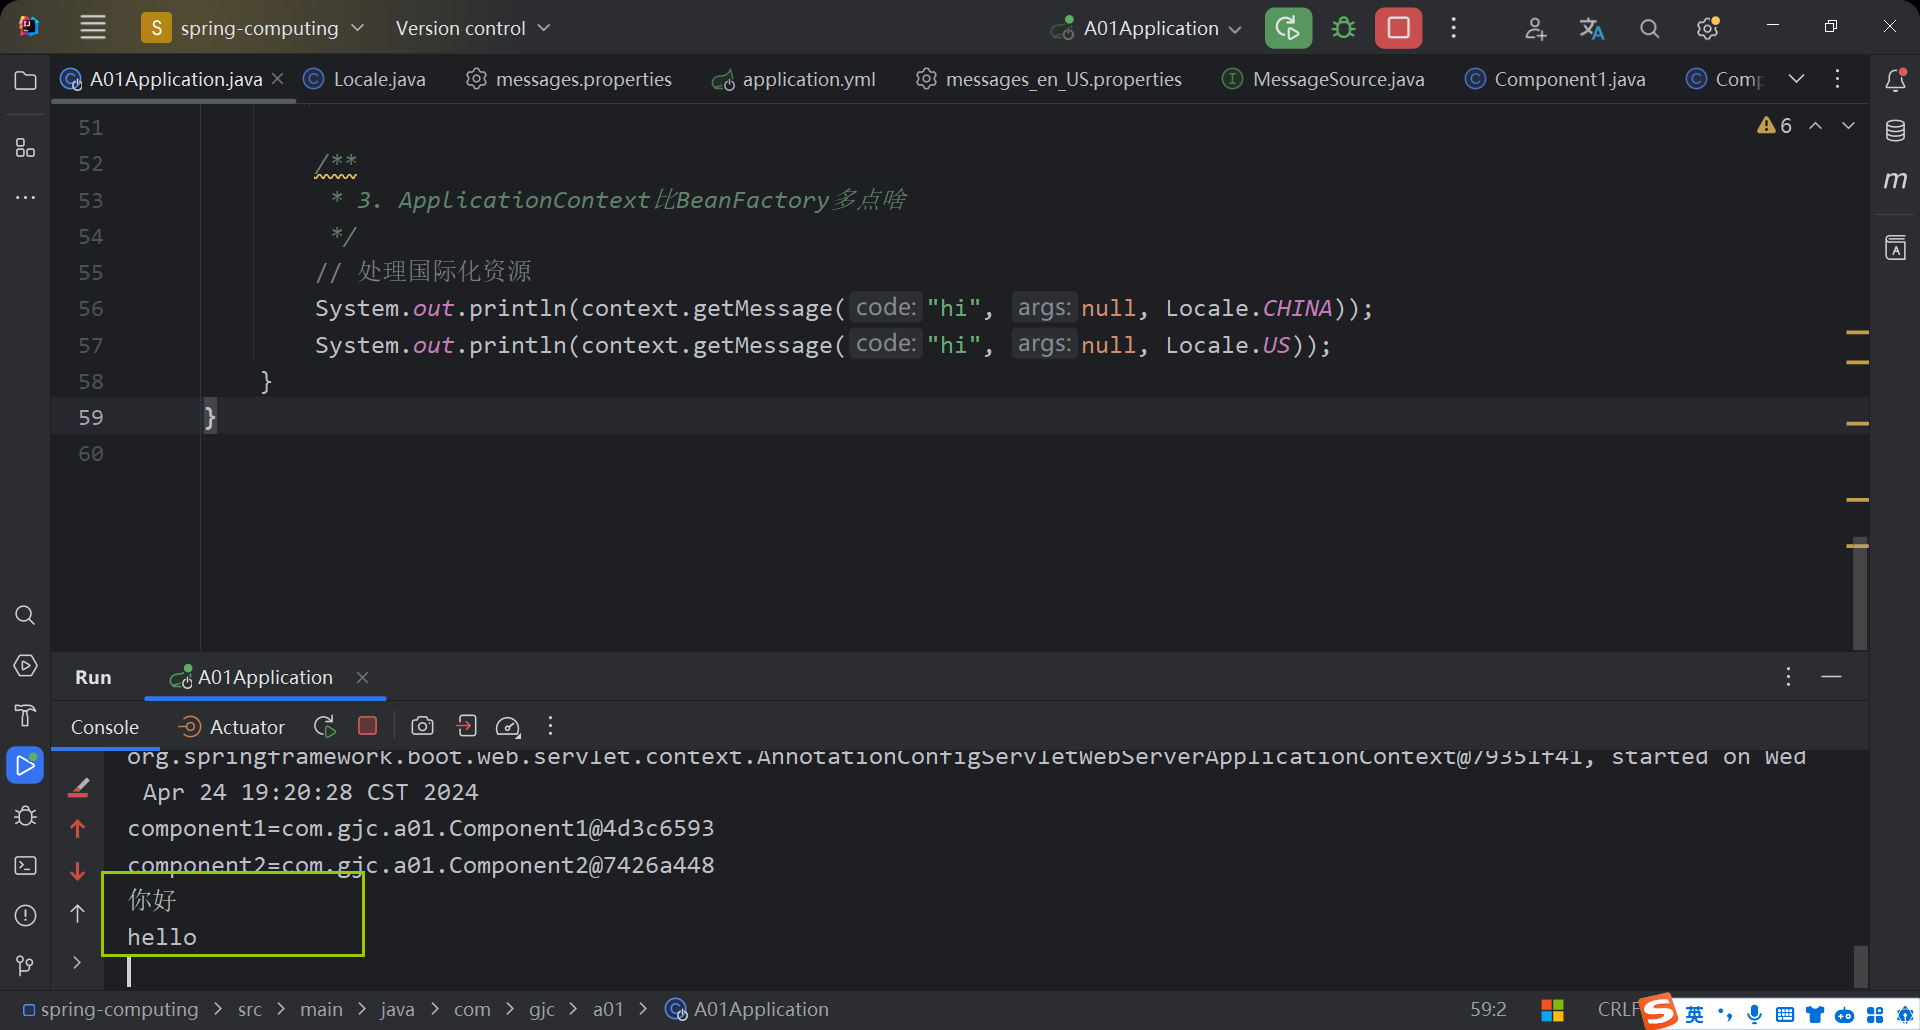 S spring-computing Version control A01Application
A01Application.java Locale.java messages.properties application.yml messages_en_US.properties MessageSource.java Component1.java Comp
6
51
52 /**
53 * 3. ApplicationContext比BeanFactory多点啥
54 */
55 // 处理国际化资源
56 System.out.println(context.getMessage( code: "hi", args: null, Locale.CHINA));
57 System.out.println(context.getMessage( code: "hi", args: null, Locale.US));
58 }
59 }
60
Run A01Application
Console Actuator
org.springframework.boot.web.servlet.context.AnnotationConfigServletWebServerApplicationContext@79351f41, started on Wed
Apr 24 19:20:28 CST 2024
component1=com.gjc.a01.Component1@4d3c6593
component2=com.gjc.a01.Component2@7426a448
你好
hello
spring-computing > src > main > java > com > gjc > a01 > A01Application 59:2 CRLF S 英